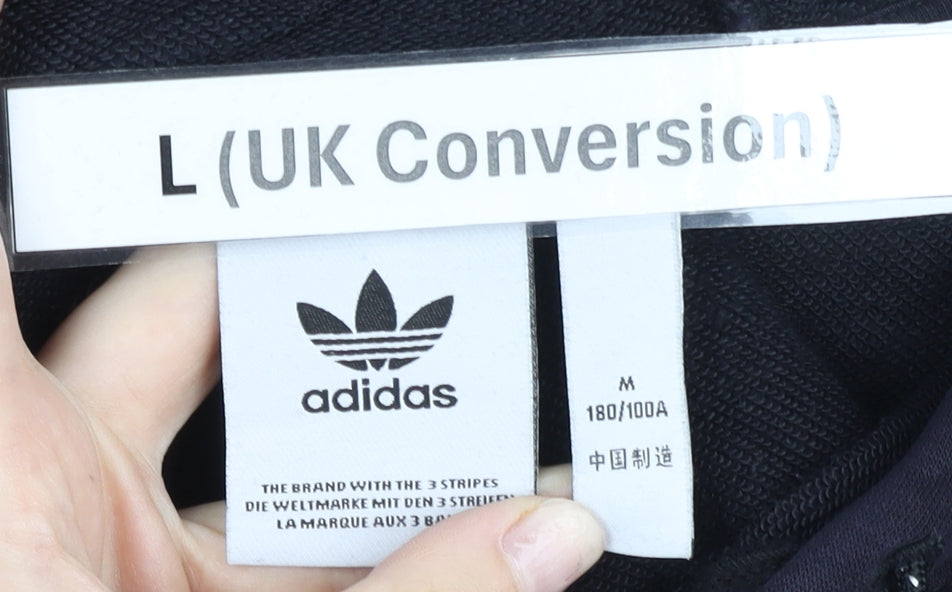 L (UK Conversion)
adidas
THE BRAND WITH THE 3 STRIPES
DIE WELTMARKE MIT DEN 3 STREIFEN
LA MARQUE AUX 3
M
180/100A
中国制造